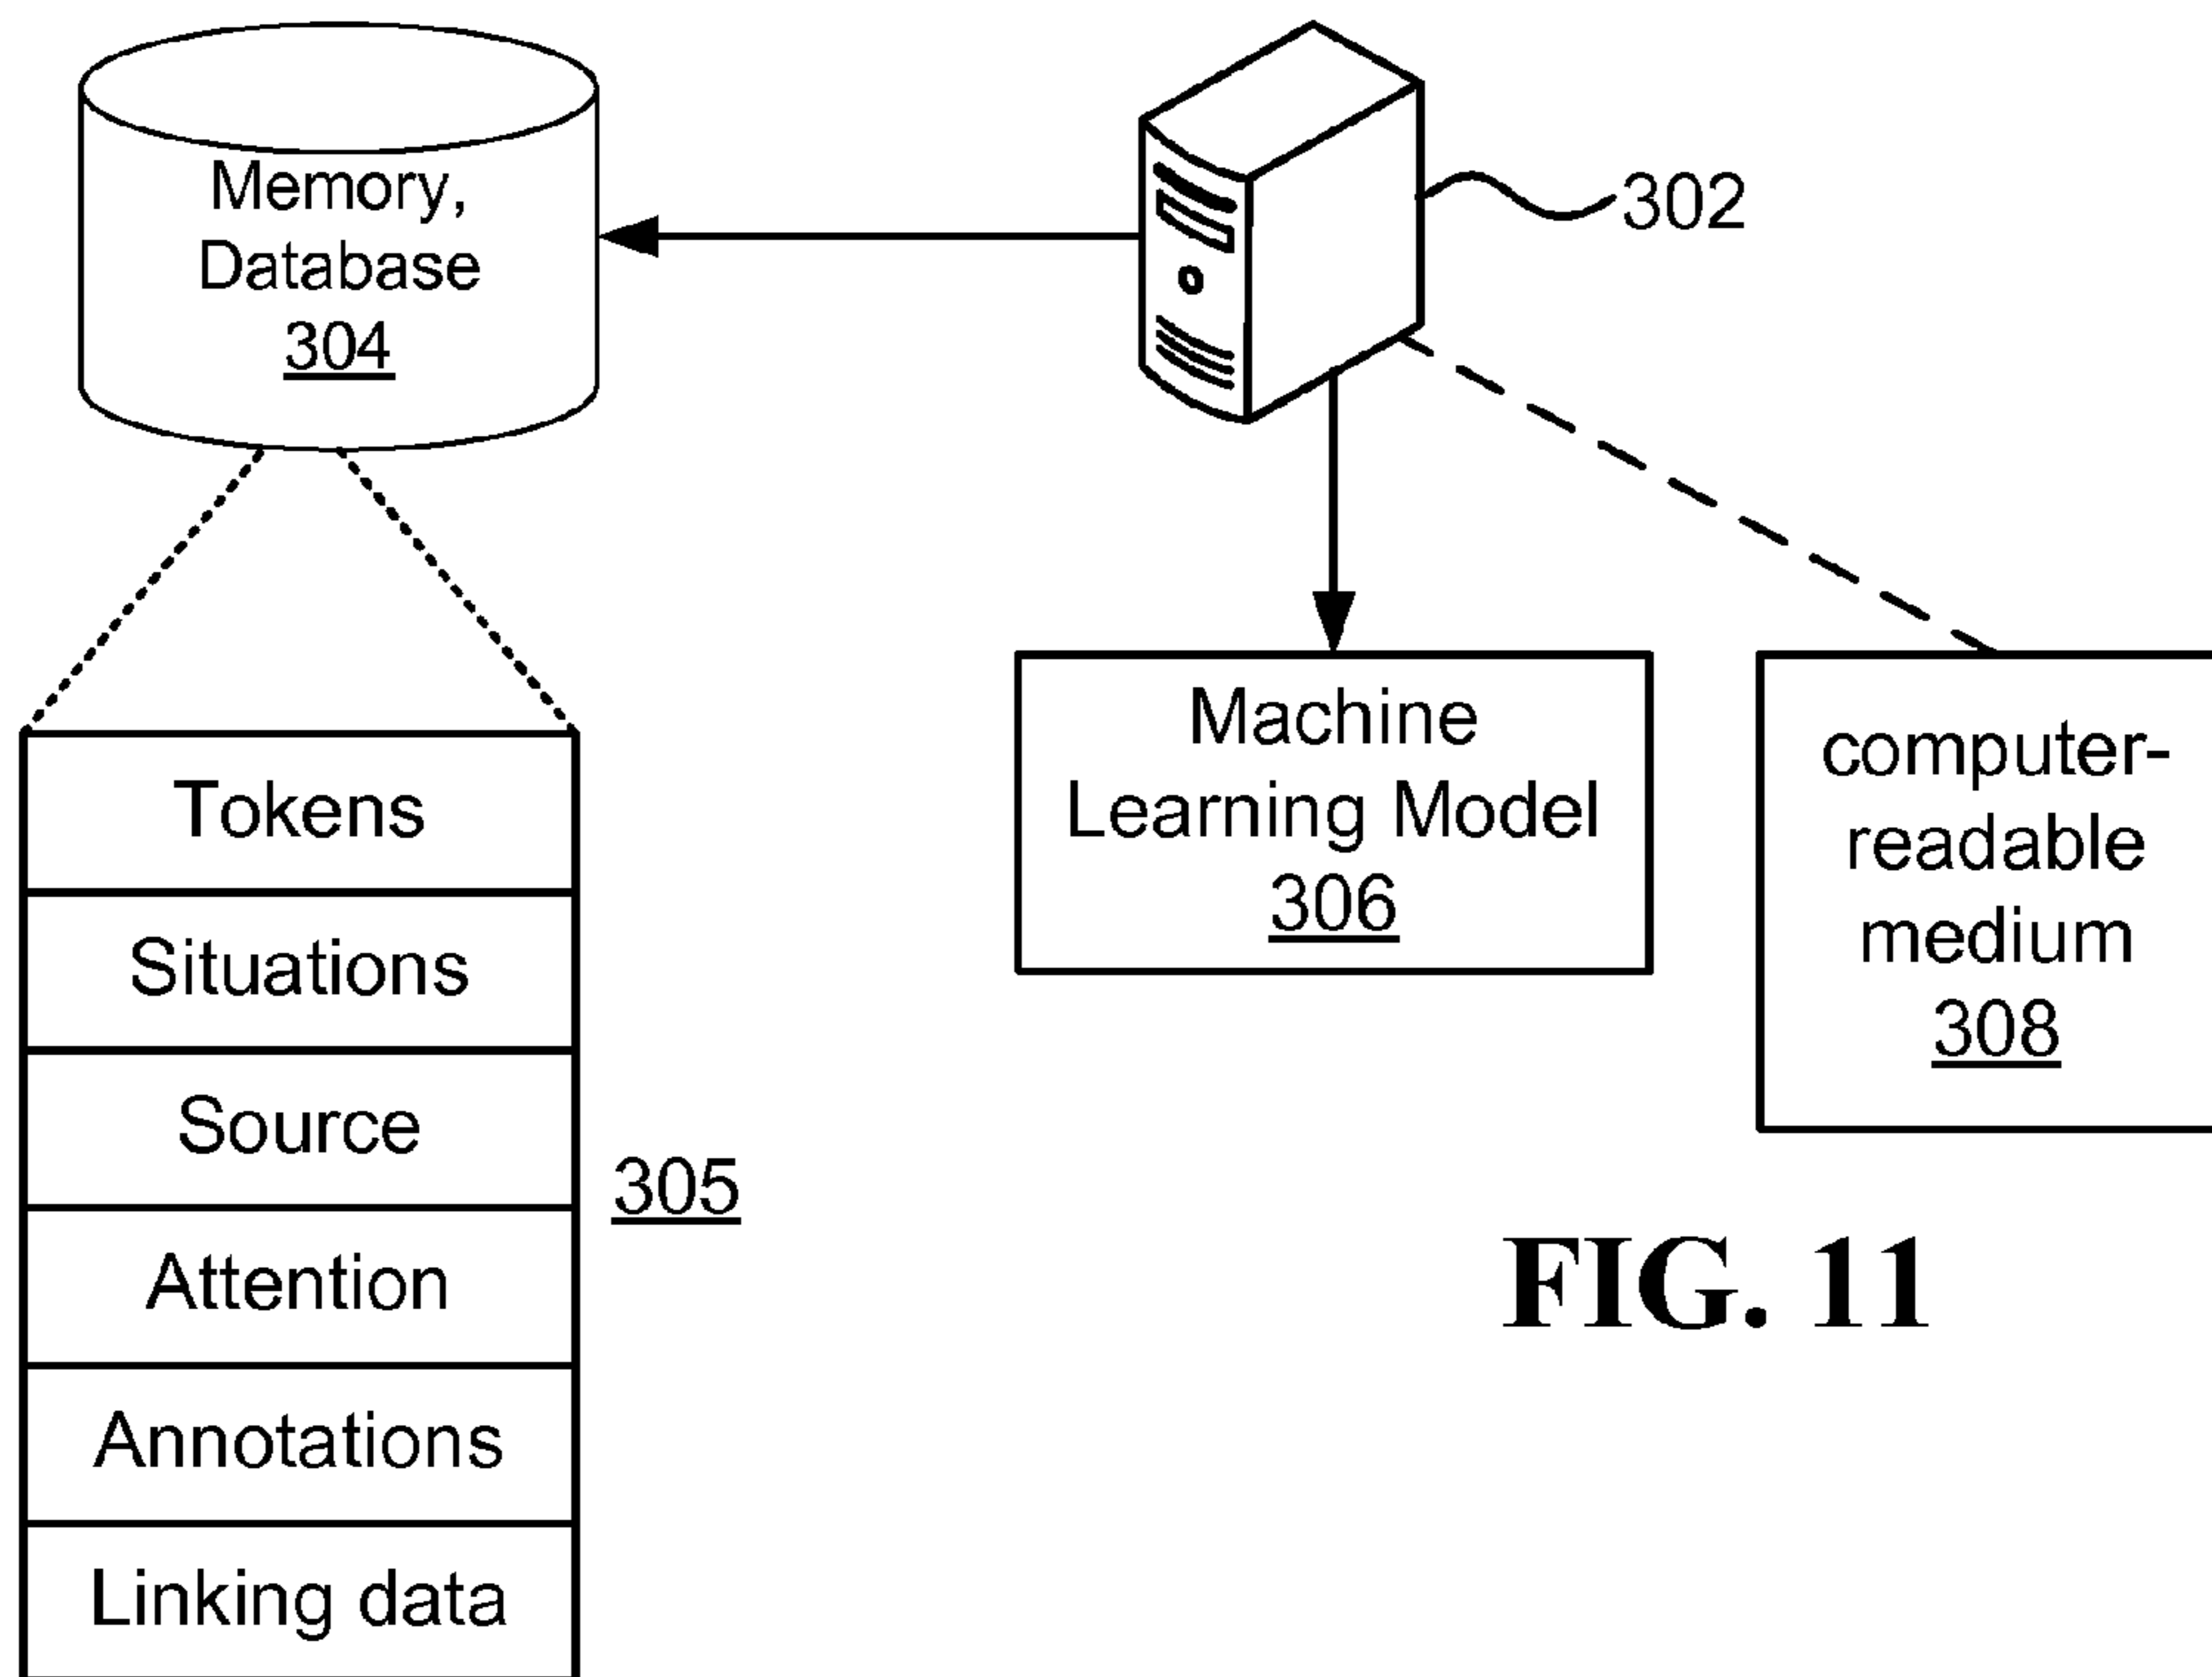 Memory,
Database
304
302
Machine
Learning Model
306
computer-
readable
medium
308
Tokens
Situations
Source
Attention
Annotations
Linking data
305
FIG. 11